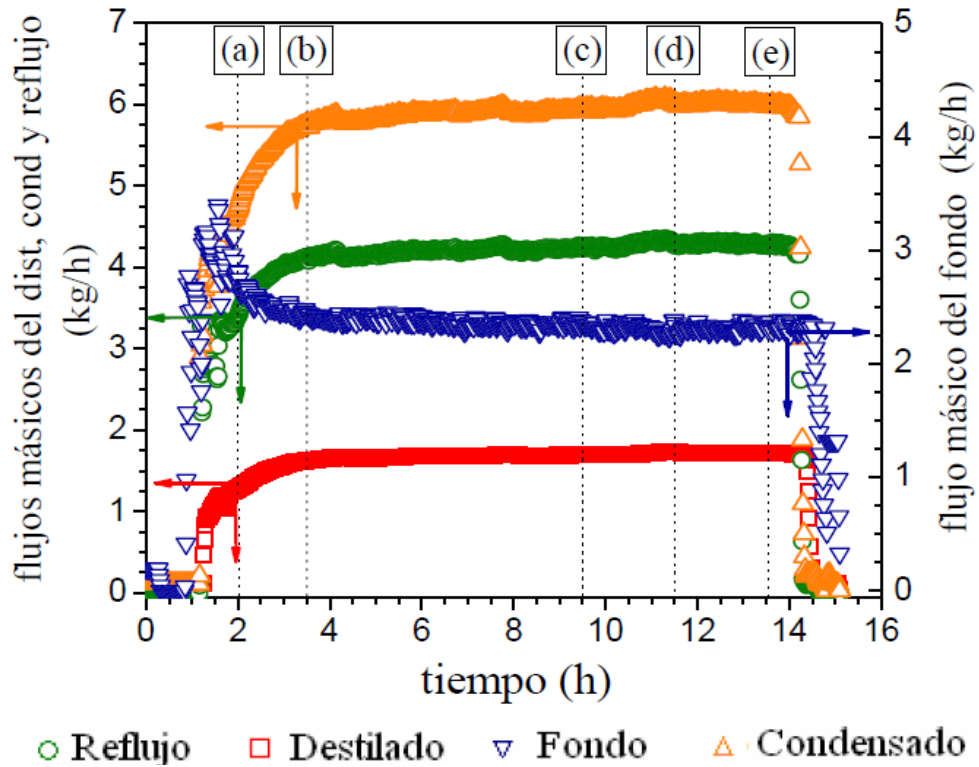 flujos másicos del dist, cond y reflujo
(kg/h)
7
6
5
4
3
2
1
0
(a)
(b)
(c)
(d)
(e)
5
4
3
2
1
0
flujo másico del fondo (kg/h)
0 2 4 6 8 10 12 14 16
tiempo (h)
Reflujo Destilado Fondo Condensado